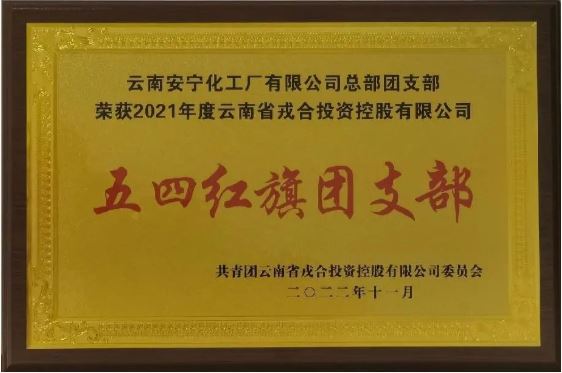 云南安宁化工厂有限公司总部团支部
荣获2021年度云南省戎合投资控股有限公司
五四红旗团支部
共青团云南省戎合投资控股有限公司委员会
二〇二二年十一月